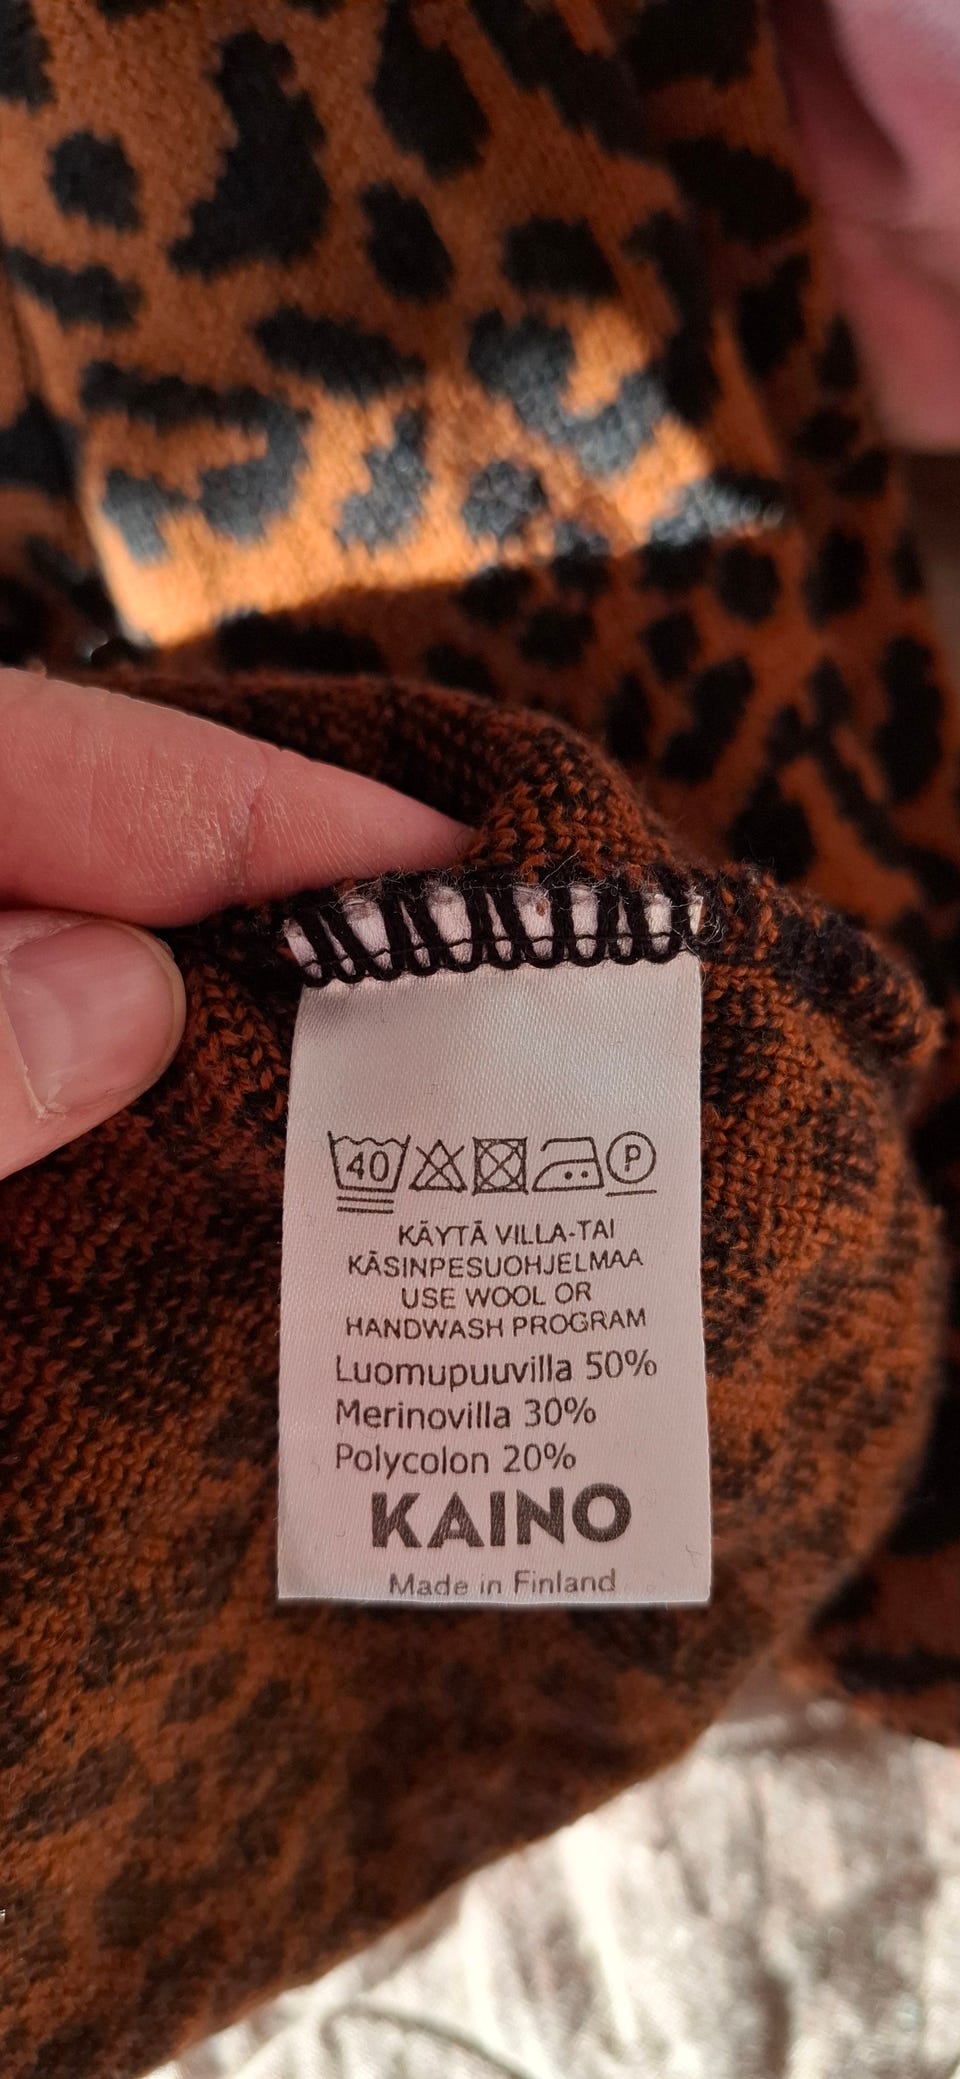 40 P
KÄYTÄ VILLA-TAI
KÄSINPESUOHJELMAA
USE WOOL OR
HANDWASH PROGRAM
Luomupuuvilla 50%
Merinovilla 30%
Polycolon 20%
KAINO
Made in Finland